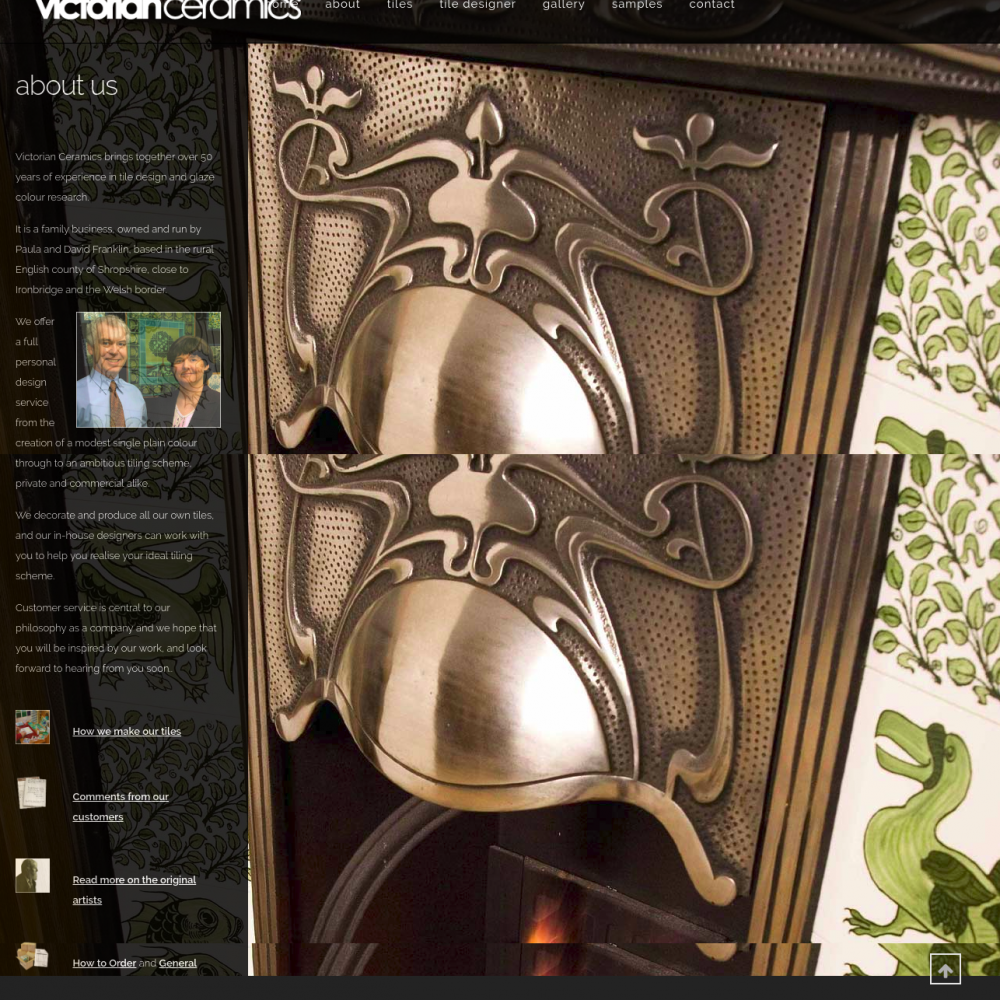 victorian ceramics
about
tiles
tile designer
gallery
samples
contact
about us
Victorian Ceramics brings together over 50
years of experience in tile design and glaze
colour research.
It is a family business, owned and run by
Paula and David Franklin, based in the rural
English county of Shropshire, close to
Ironbridge and the Welsh border.
We offer
a full
personal
design
service
from the
creation of a modest single plain colour
through to an ambitious tiling scheme,
private and commercial alike.
We decorate and produce all our own tiles,
and our in-house designers can work with
you to help you realise your ideal tiling
scheme.
Customer service is central to our
philosophy as a company and we hope that
you will be inspired by our work, and look
forward to hearing from you soon.
How we make our tiles
Comments from our
customers
Read more on the original
artists
How to Order and General